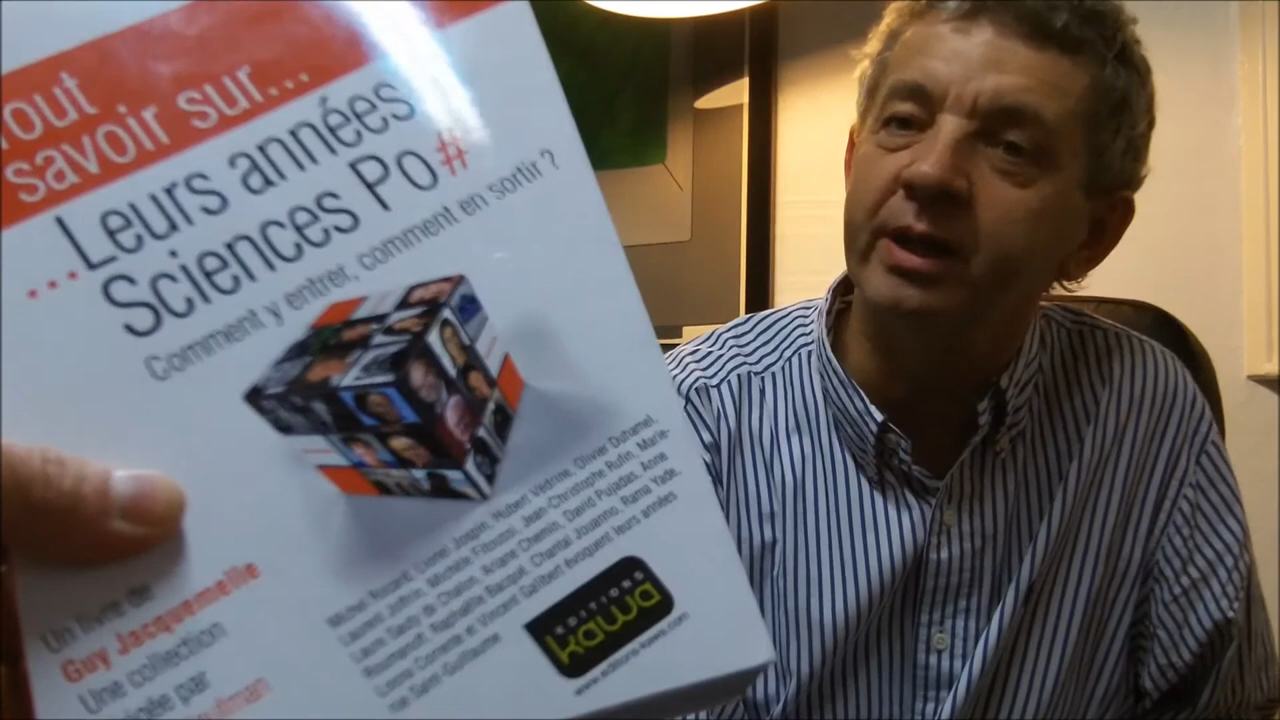 Tout
savoir sur...
...Leurs années
Sciences Po#
Comment y entrer, comment en sortir ?
Michel Rocard, Lionel Jospin, Hubert Védrine, Olivier Duhamel,
Laurent Joffrin, Michèle Fitoussi, Jean-Christophe Rufin, Marie-
Laure Sauty de Chalon, Ariane Chemin, David Pujadas, Anne
Roumanoff, Raphaëlle Bacqué, Chantal Jouanno, Rama Yade,
Lorna et Vincent évoquent leurs années
rue Saint-Guillaume
Un livre de
Guy Jacquemelle
Une collection
par
EDITIONS
kawa
www.editions-kawa.com